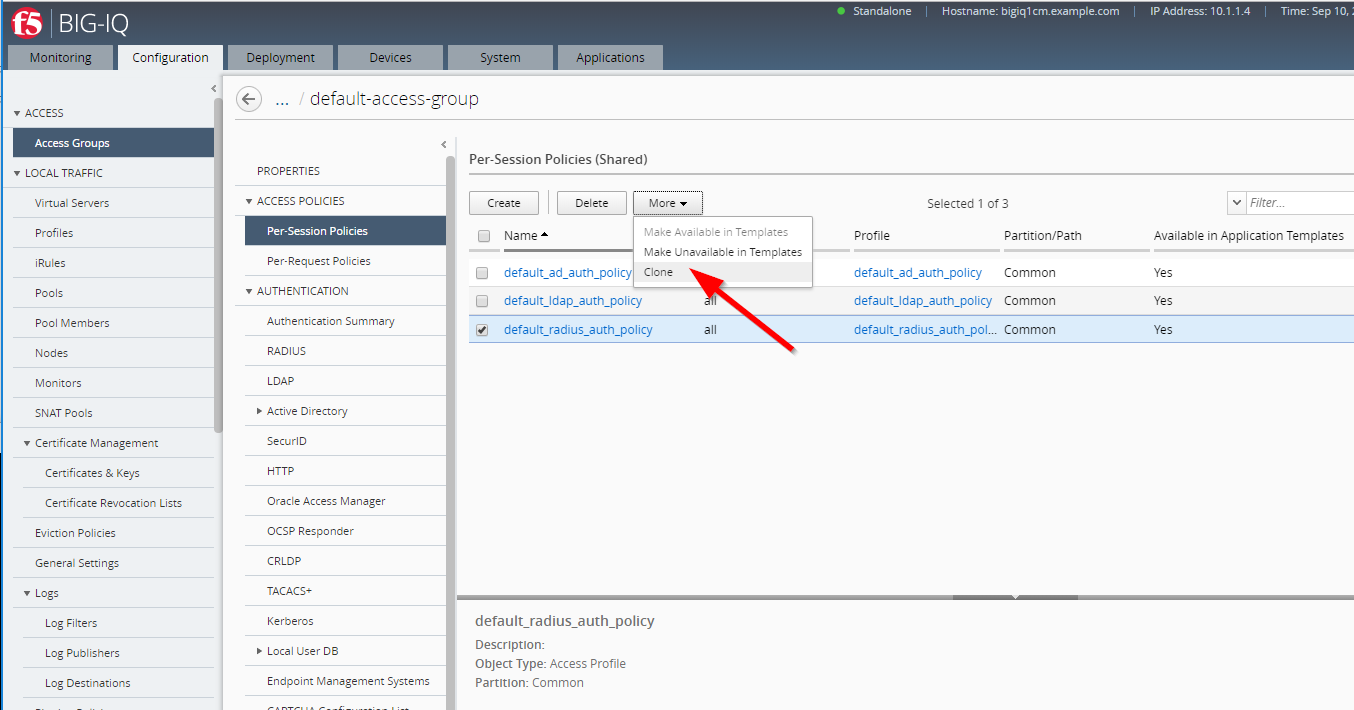 f5 BIG-IQ
Standalone Hostname: bigiq1cm.example.com IP Address: 10.1.1.4 Time: Sep 10,
Monitoring Configuration Deployment Devices System Applications
ACCESS
Access Groups
LOCAL TRAFFIC
Virtual Servers
Profiles
iRules
Pools
Pool Members
Nodes
Monitors
SNAT Pools
Certificate Management
Certificates & Keys
Certificate Revocation Lists
Eviction Policies
General Settings
Logs
Log Filters
Log Publishers
Log Destinations
... / default-access-group
PROPERTIES
ACCESS POLICIES
Per-Session Policies
Per-Request Policies
AUTHENTICATION
Authentication Summary
RADIUS
LDAP
Active Directory
SecurID
HTTP
Oracle Access Manager
OCSP Responder
CRLDP
TACACS+
Kerberos
Local User DB
Endpoint Management Systems
CAPTCHA Configuration List
Per-Session Policies (Shared)
Create Delete More Selected 1 of 3 Filter...
Make Available in Templates
Make Unavailable in Templates
Clone
Name Profile Partition/Path Available in Application Templates
default_ad_auth_policy default_ad_auth_policy Common Yes
default_ldap_auth_policy all default_ldap_auth_policy Common Yes
default_radius_auth_policy all default_radius_auth_pol... Common Yes
default_radius_auth_policy
Description:
Object Type: Access Profile
Partition: Common